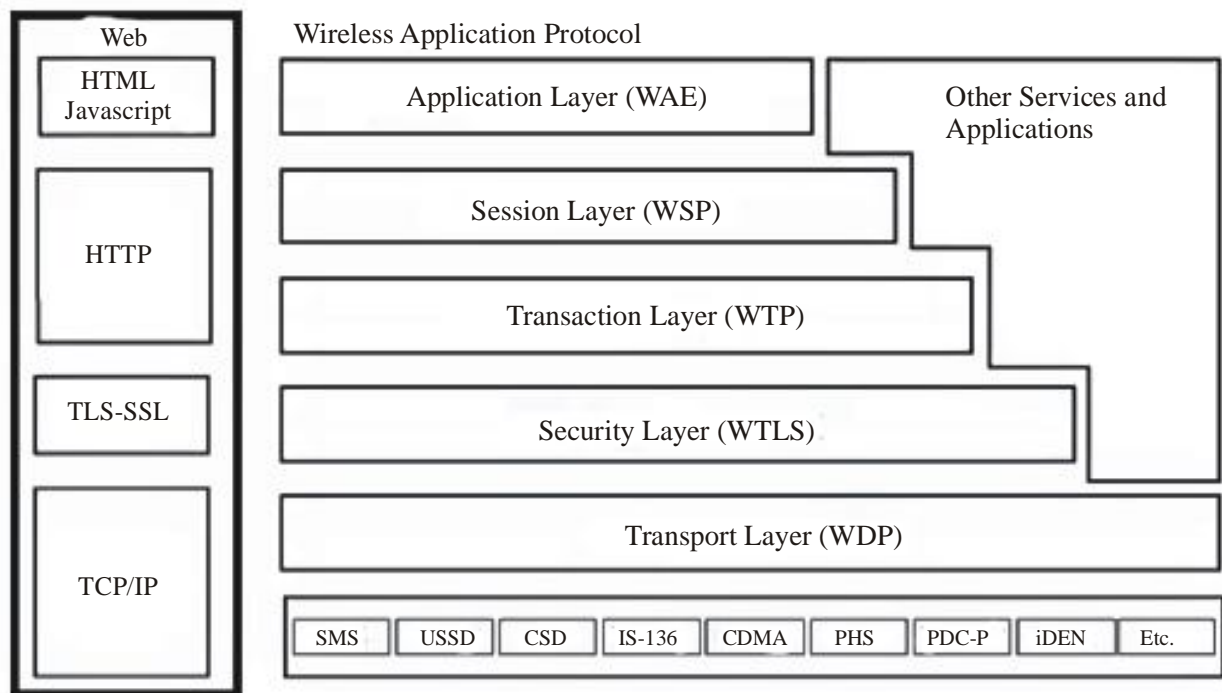 Web
HTML
Javascript
HTTP
TLS-SSL
TCP/IP
Wireless Application Protocol
Application Layer (WAE)
Other Services and
Applications
Session Layer (WSP)
Transaction Layer (WTP)
Security Layer (WTLS)
Transport Layer (WDP)
SMS
USSD
CSD
IS-136
CDMA
PHS
PDC-P
iDEN
Etc.